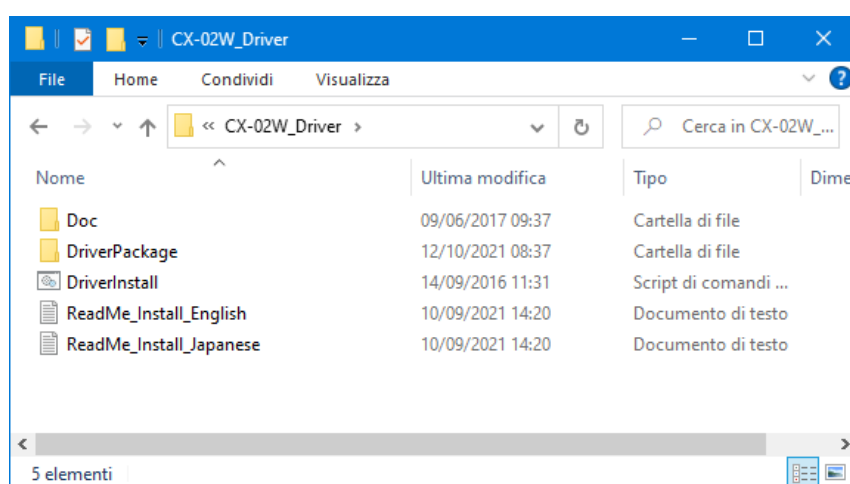 CX-02W_Driver
File Home Condividi Visualizza
« CX-02W_Driver > Cerca in CX-02W_...
Nome Ultima modifica Tipo Dime
Doc 09/06/2017 09:37 Cartella di file
DriverPackage 12/10/2021 08:37 Cartella di file
DriverInstall 14/09/2016 11:31 Script di comandi ...
ReadMe_Install_English 10/09/2021 14:20 Documento di testo
ReadMe_Install_Japanese 10/09/2021 14:20 Documento di testo
5 elementi